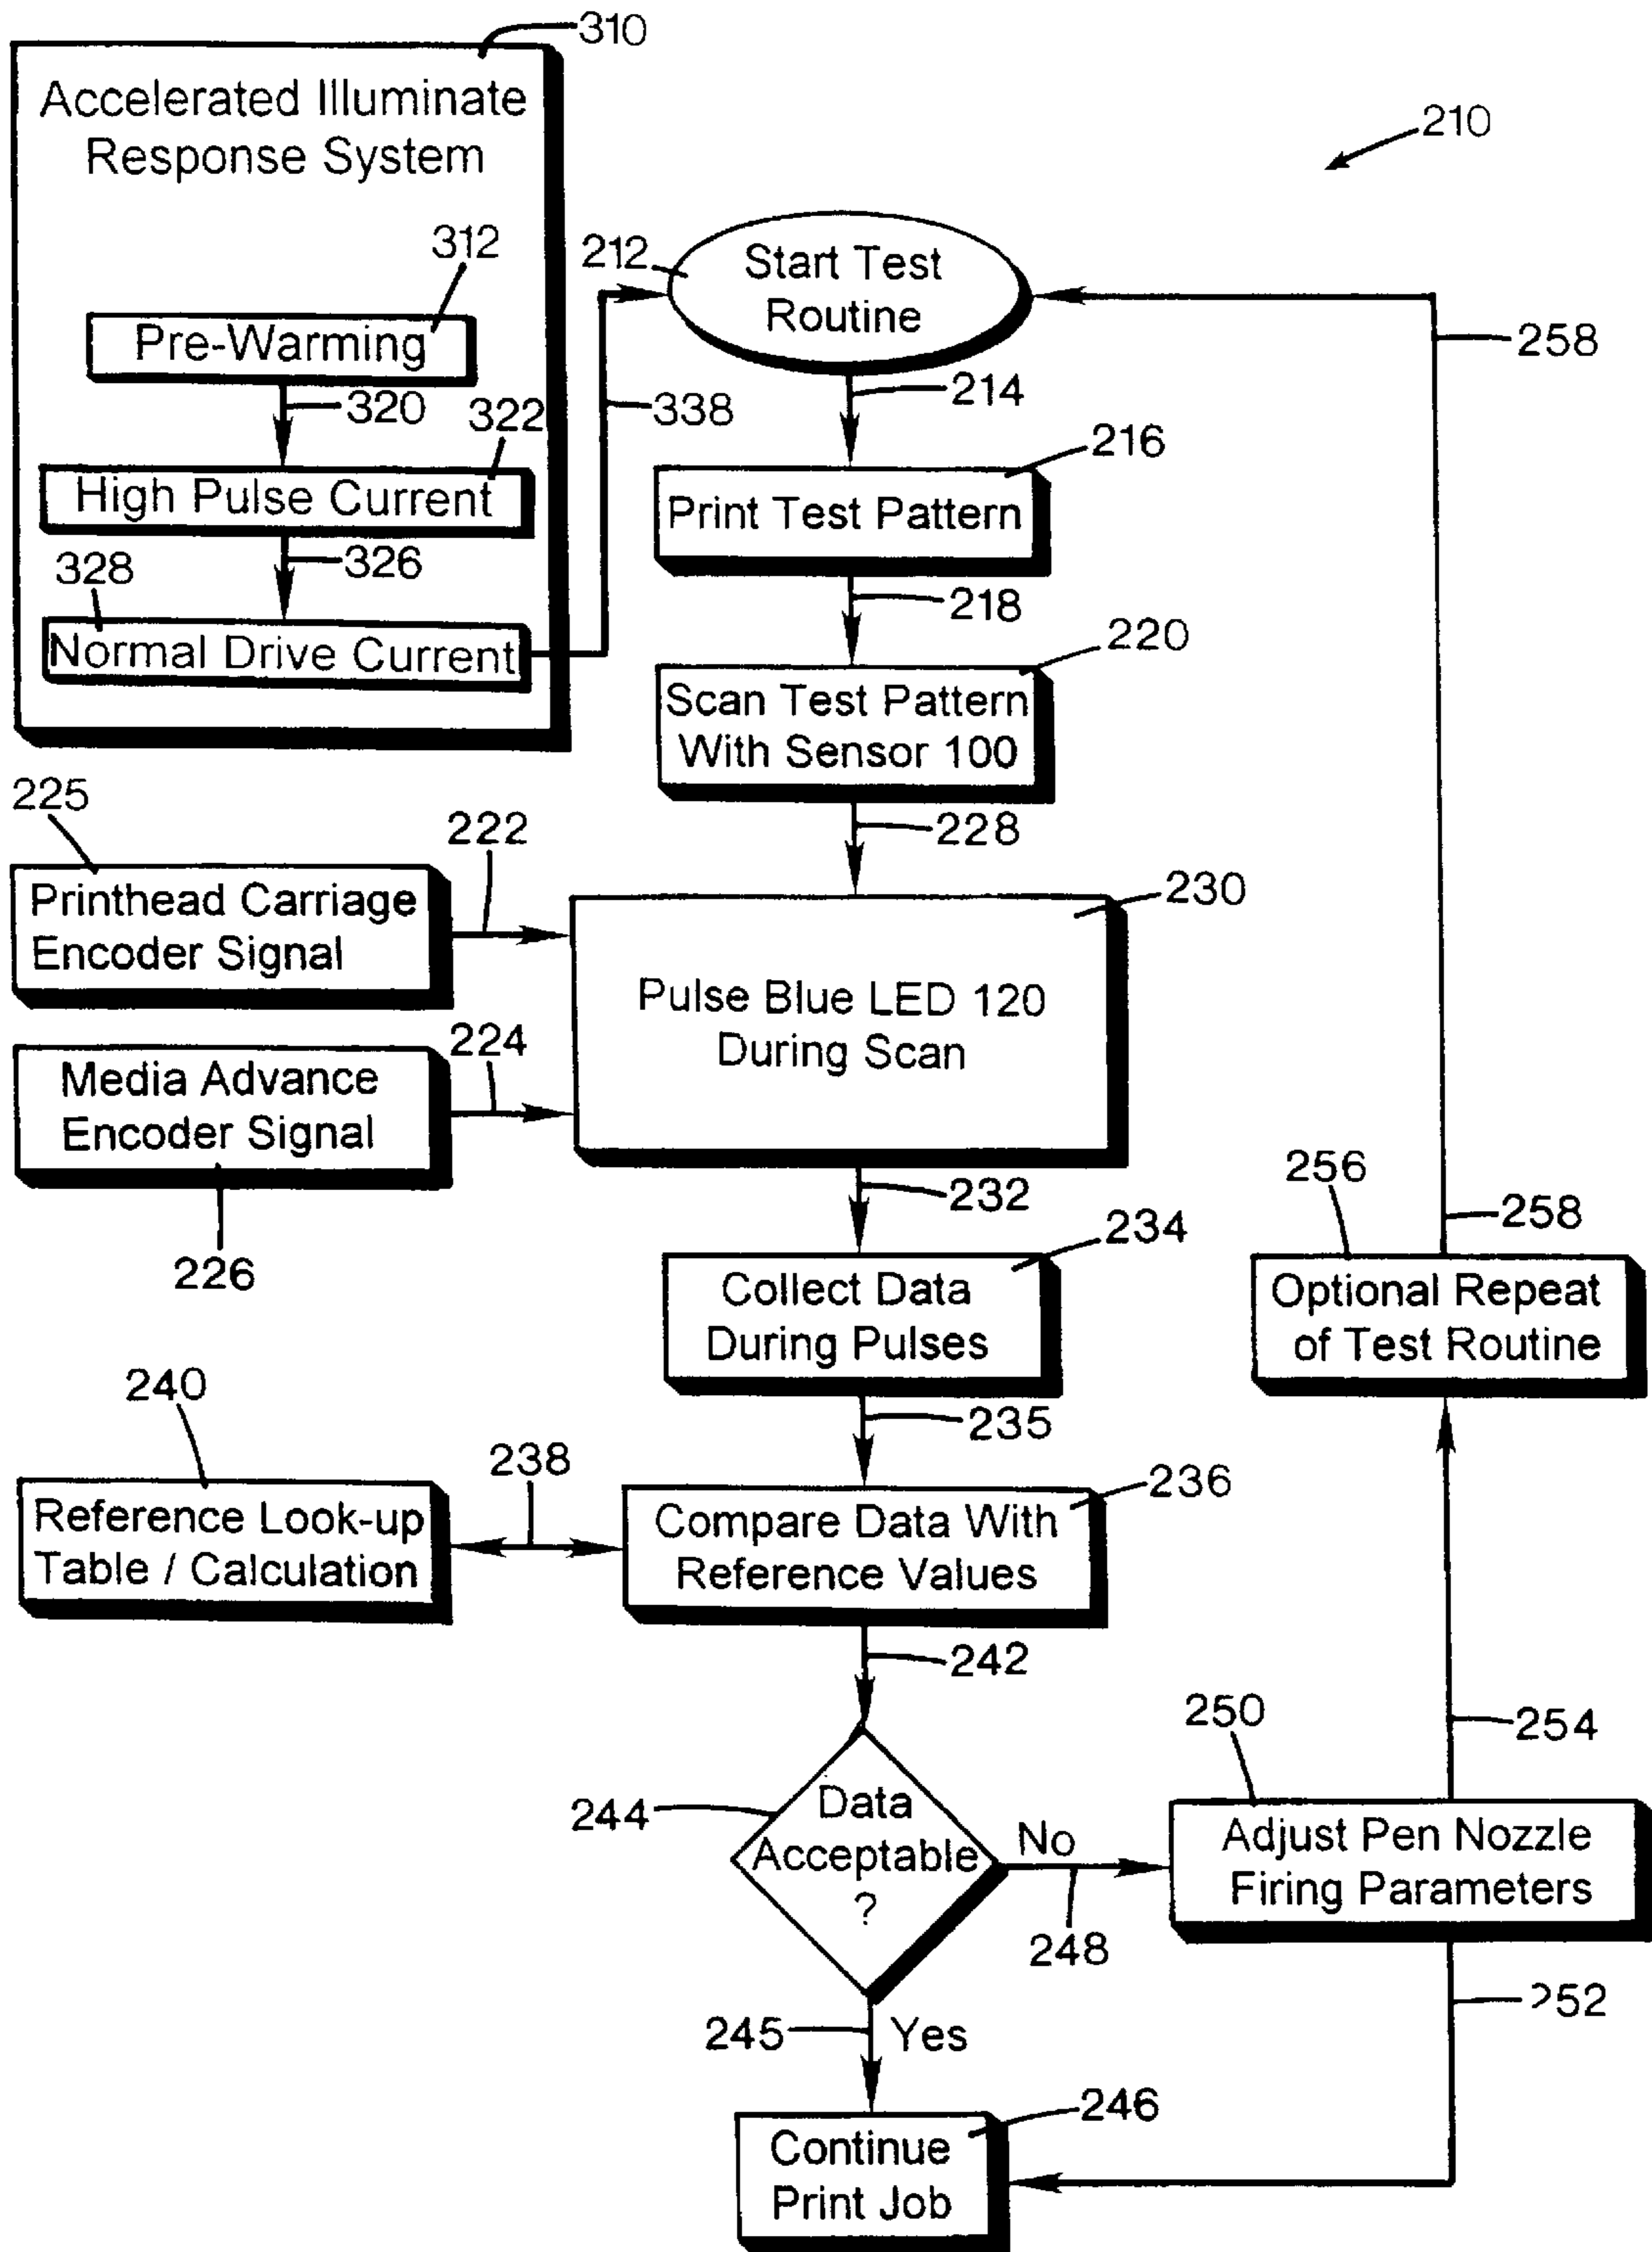 310
Accelerated Illuminate
Response System
210
312
212
Start Test
Routine
Pre-Warming
258
320
322
338
214
High Pulse Current
216
Print Test Pattern
326
328
218
Normal Drive Current
220
Scan Test Pattern
With Sensor 100
225
222
228
Printhead Carriage
Encoder Signal
230
Pulse Blue LED 120
During Scan
224
Media Advance
Encoder Signal
226
232
256
258
234
Collect Data
During Pulses
Optional Repeat
of Test Routine
240
235
238
236
Reference Look-up
Table / Calculation
Compare Data With
Reference Values
242
250
254
244
Data
Acceptable
?
No
248
Adjust Pen Nozzle
Firing Parameters
252
245
Yes
246
Continue
Print Job